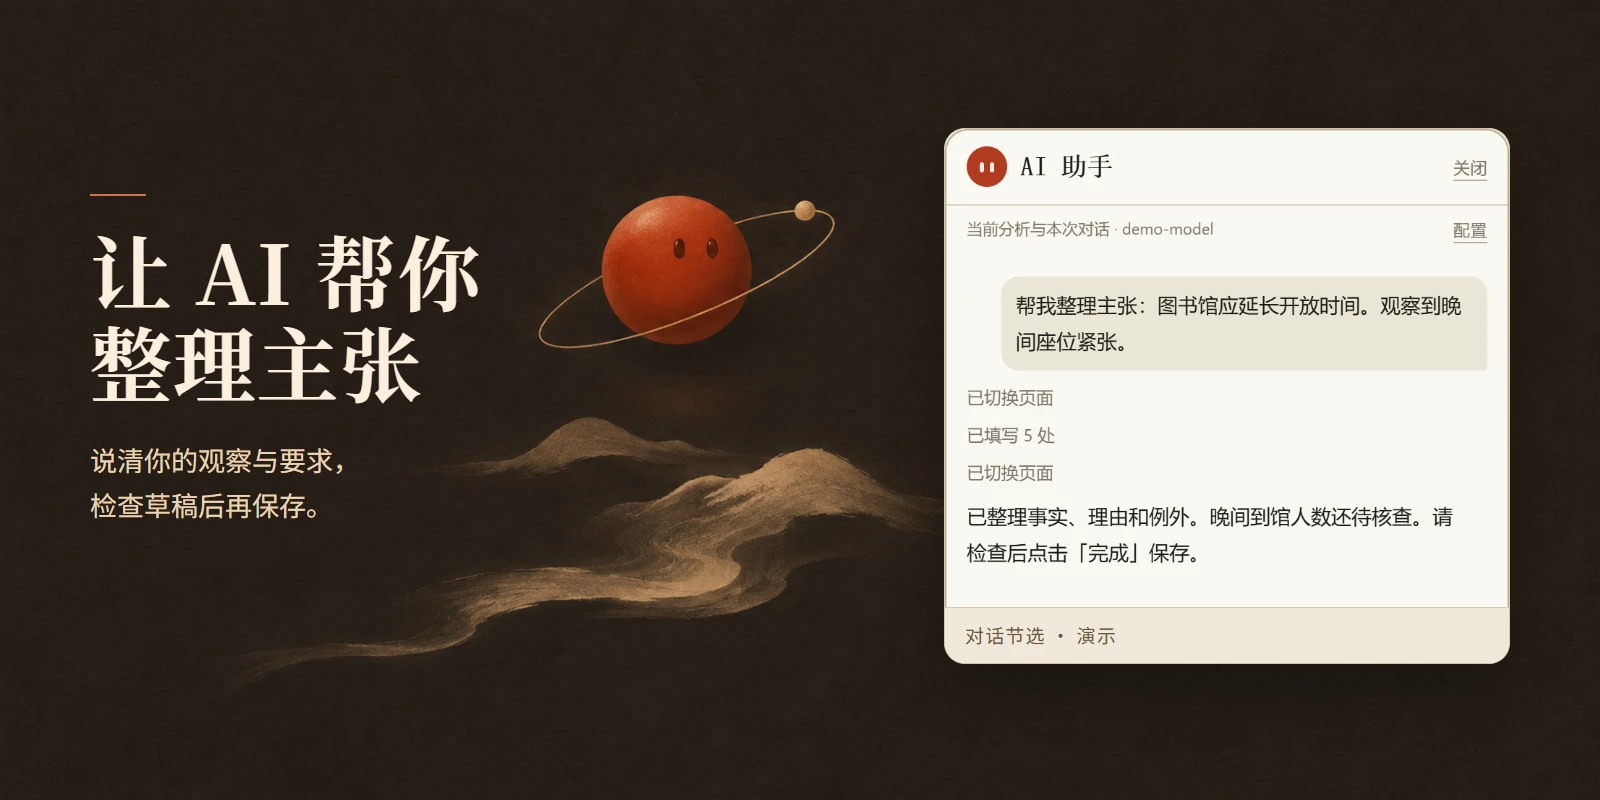 让 AI 帮你
整理主张
说清你的观察与要求，
检查草稿后再保存。
AI 助手
关闭
当前分析与本次对话 · demo-model
配置
帮我整理主张：图书馆应延长开放时间。观察到晚
间座位紧张。
已切换页面
已填写 5 处
已切换页面
已整理事实、理由和例外。晚间到馆人数还待核查。请
检查后点击「完成」保存。
对话节选 · 演示